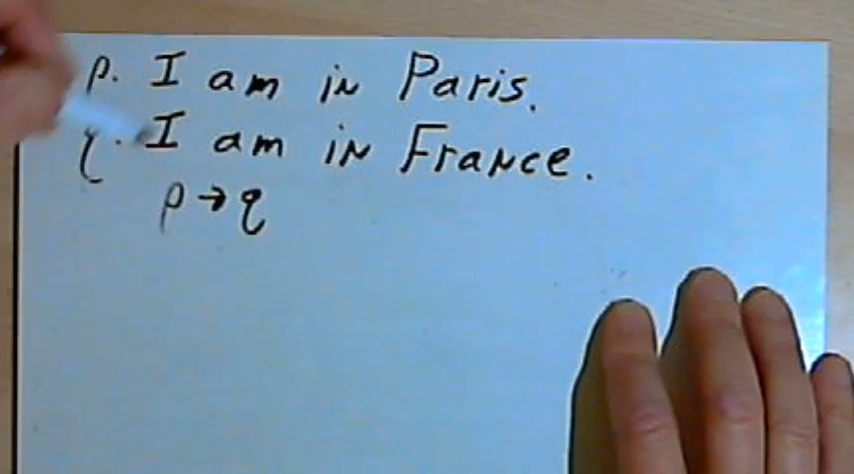 p. I am in Paris.
q. I am in France.
p → q